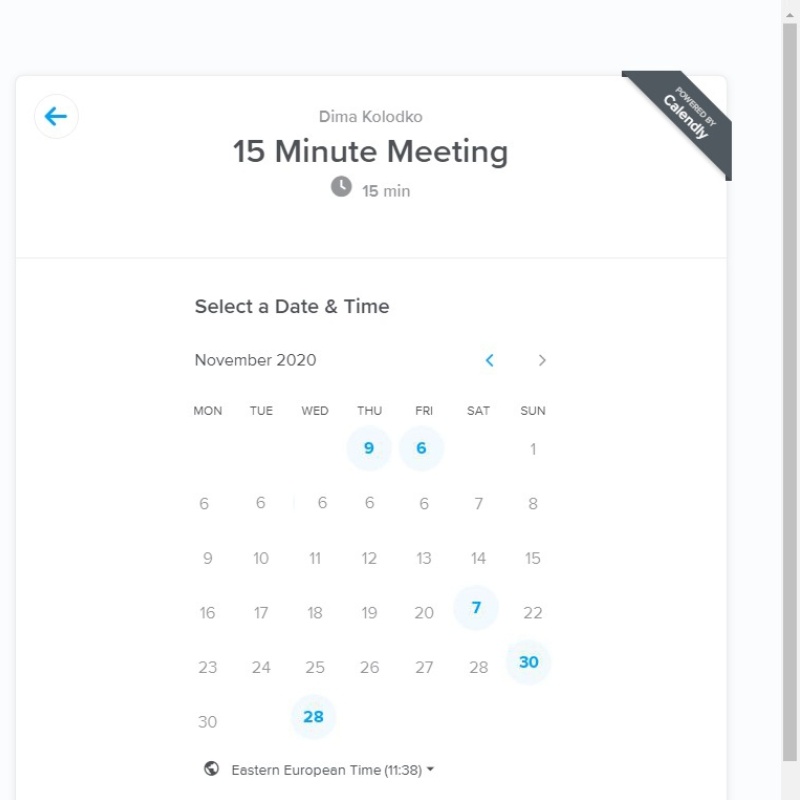 Dima Kolodko
15 Minute Meeting
15 min
POWERED BY
Calendly
Select a Date & Time
November 2020
MON TUE WED THU FRI SAT SUN
9 6 1
6 6 6 6 6 7 8
9 10 11 12 13 14 15
16 17 18 19 20 7 22
23 24 25 26 27 28 30
30 28
Eastern European Time (11:38)